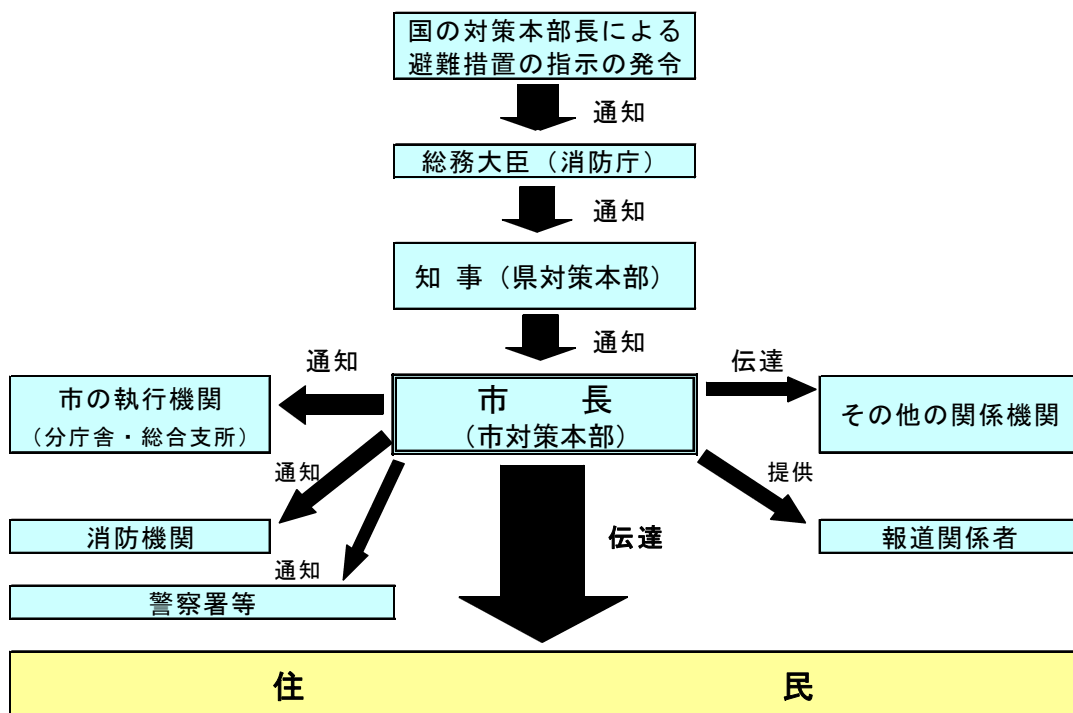 国の対策本部長による
避難措置の指示の発令
通知
総務大臣（消防庁）
通知
知 事（県対策本部）
通知
通知
伝達
市の執行機関
（分庁舎・総合支所）
市 長
（市対策本部）
その他の関係機関
通知
提供
消防機関
伝達
報道関係者
通知
警察署等
住 民